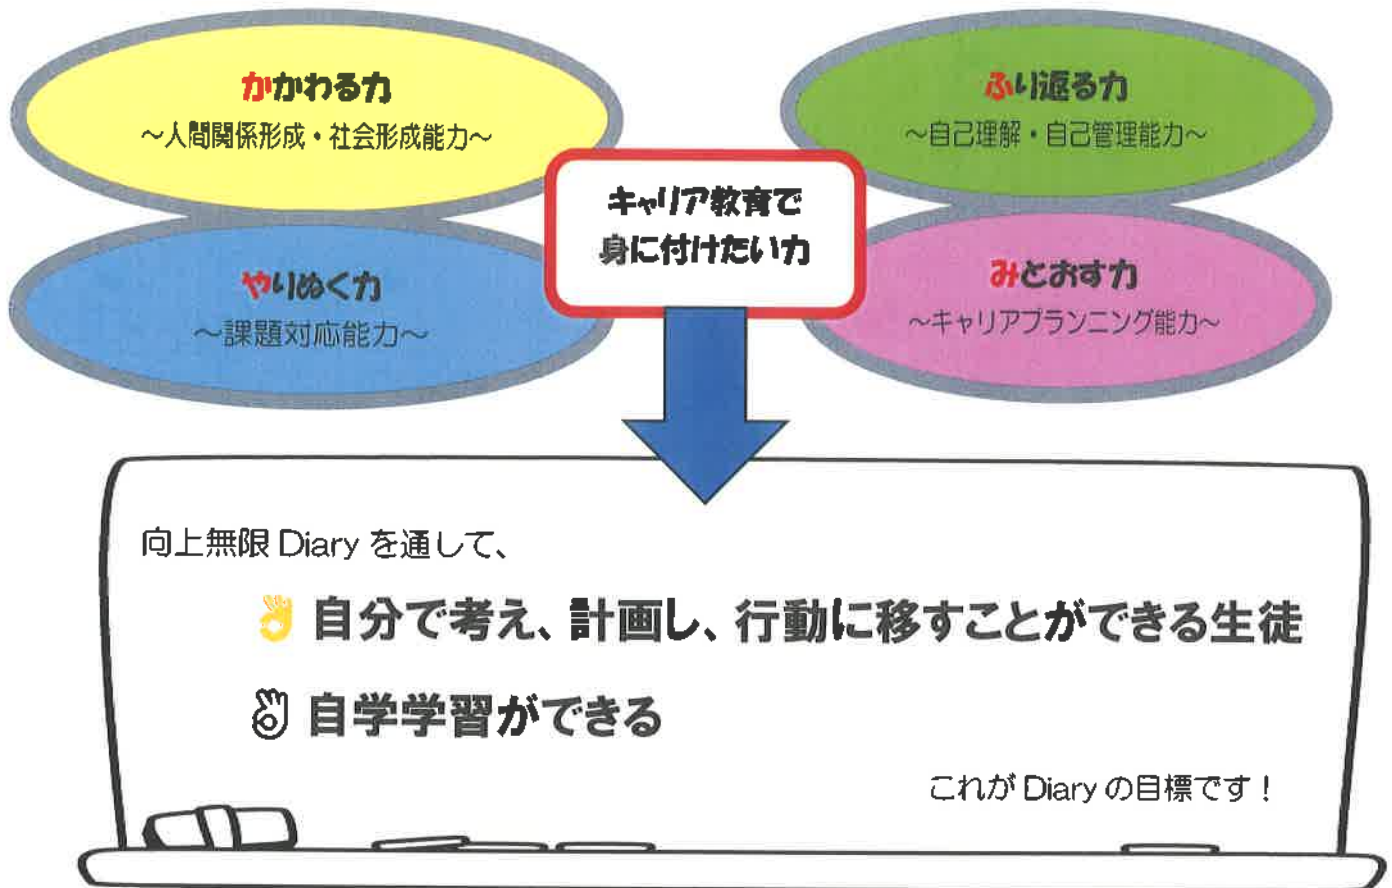 かかわる力
～人間関係形成・社会形成能力～
ふり返る力
～自己理解・自己管理能力～
キャリア教育で
身に付けたい力
やりぬく力
～課題対応能力～
みとおす力
～キャリアプランニング能力～
向上無限 Diary を通して、
👌 自分で考え、計画し、行動に移すことができる生徒
👌 自学学習ができる
これが Diary の目標です！